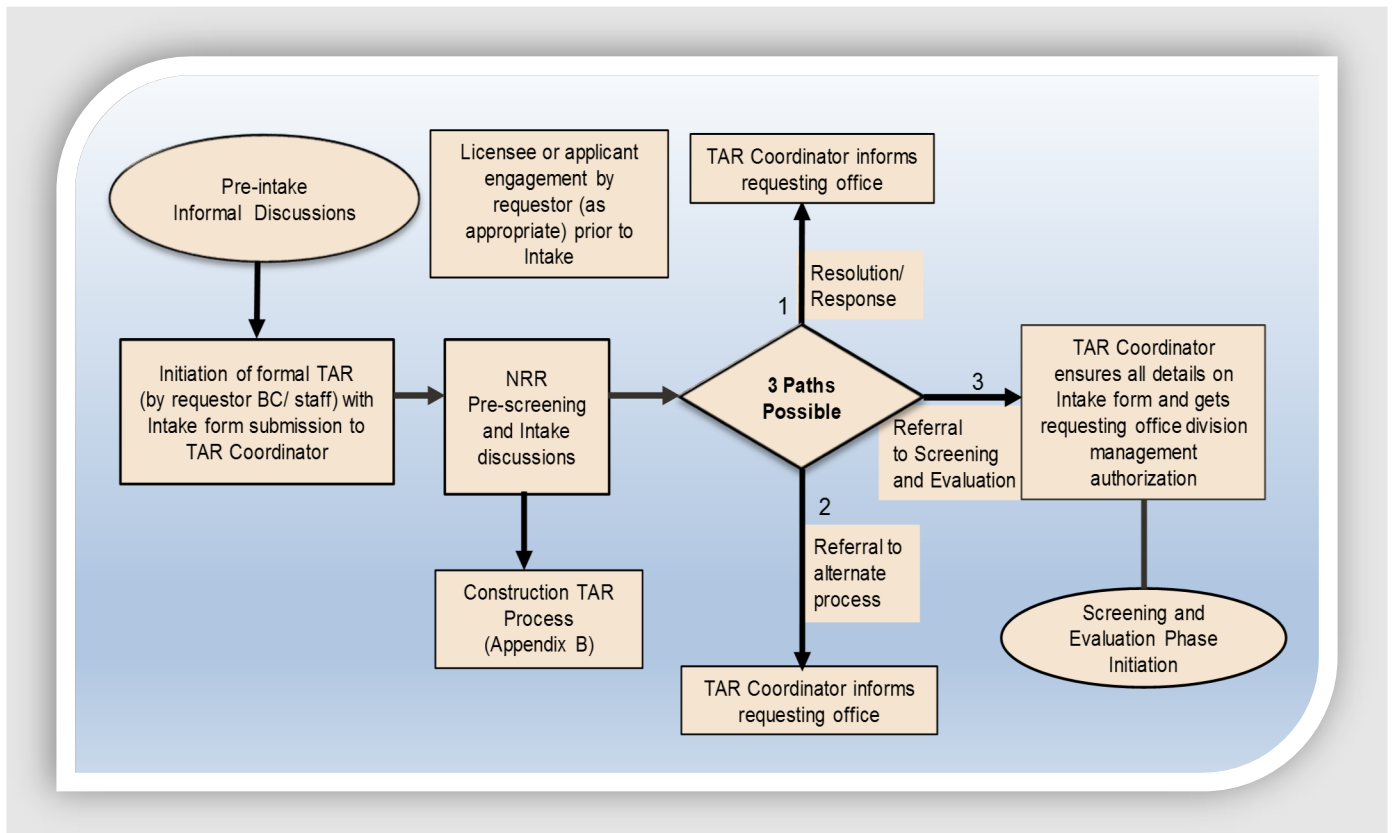 Pre-intake
Informal Discussions
Licensee or applicant
engagement by
requestor (as
appropriate) prior to
Intake
TAR Coordinator informs
requesting office
Resolution/
Response
1
Initiation of formal TAR
(by requestor BC/ staff) with
Intake form submission to
TAR Coordinator
NRR
Pre-screening
and Intake
discussions
3 Paths
Possible
3
Referral
to Screening
and Evaluation
TAR Coordinator
ensures all details on
Intake form and gets
requesting office division
management
authorization
2
Referral to
alternate
process
Construction TAR
Process
(Appendix B)
TAR Coordinator informs
requesting office
Screening and
Evaluation Phase
Initiation